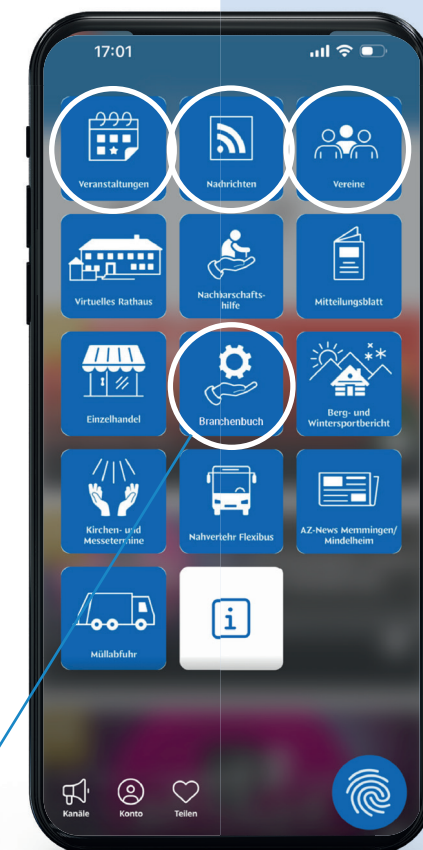 17:01
Veranstaltungen
Nachrichten
Vereine
Virtuelles Rathaus
Nachbarschafts-
hilfe
Mitteilungsblatt
Einzelhandel
Branchenbuch
Berg- und
Wintersportbericht
Kirchen- und
Messetermine
Nahverkehr Flexibus
AZ-News Memmingen/
Mindelheim
Müllabfuhr
i
Kanäle
Konto
Teilen